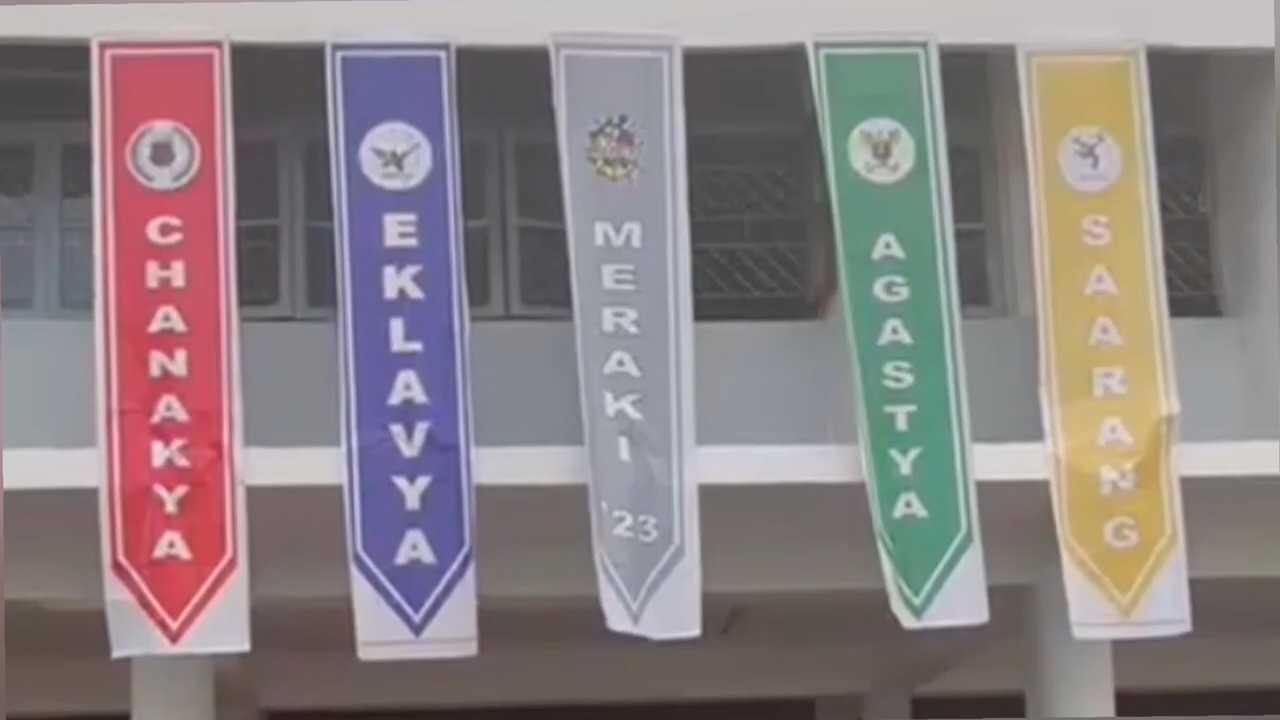 CHANAKYA
EKLAVYA
MERAKI '23
AGASTYA
SAARANG